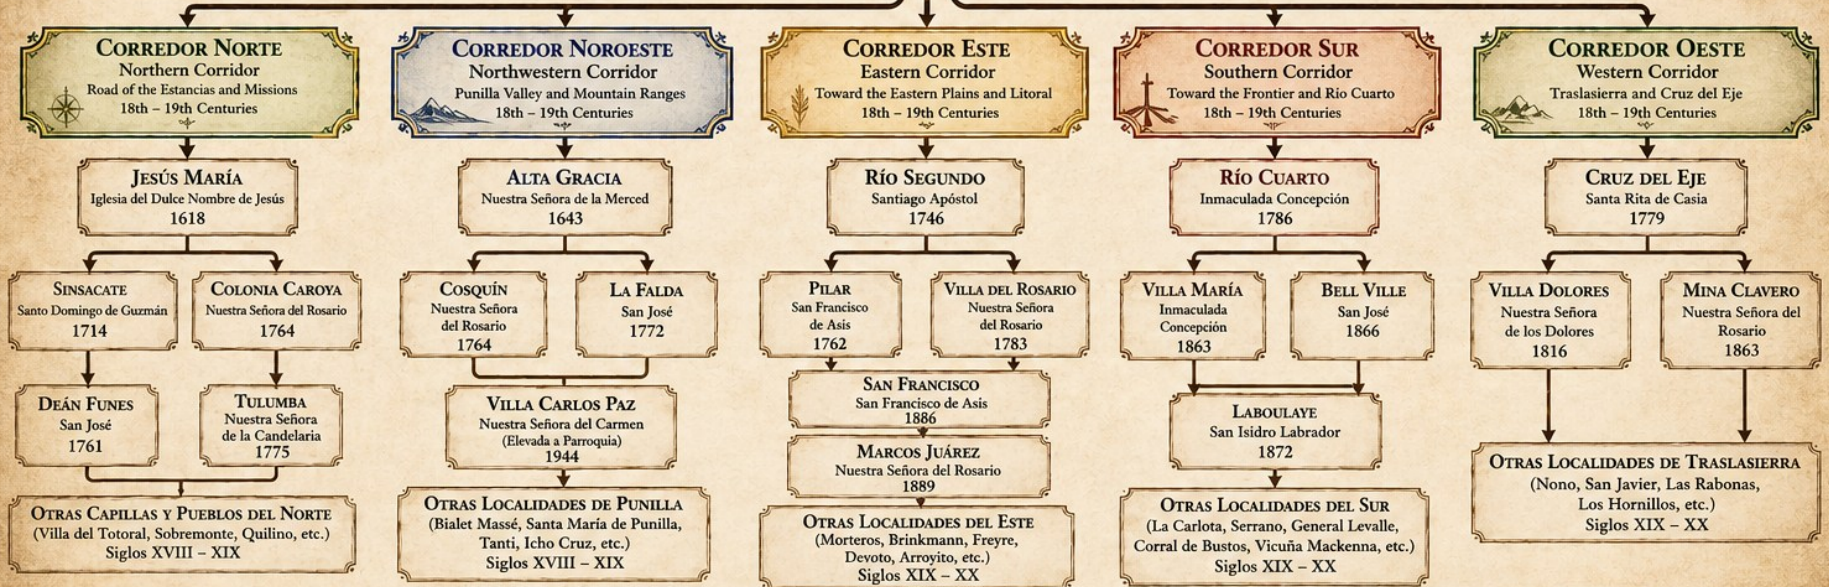 CORREDOR NORTE
Northern Corridor
Road of the Estancias and Missions
18th – 19th Centuries
JESÚS MARÍA
Iglesia del Dulce Nombre de Jesús
1618
SINSACATE
Santo Domingo de Guzmán
1714
COLONIA CAROYA
Nuestra Señora del Rosario
1764
DEÁN FUNES
San José
1761
TULUMBA
Nuestra Señora
de la Candelaria
1775
OTRAS CAPILLAS Y PUEBLOS DEL NORTE
(Villa del Totoral, Sobremonte, Quilino, etc.)
Siglos XVIII – XIX
CORREDOR NOROESTE
Northwestern Corridor
Punilla Valley and Mountain Ranges
18th – 19th Centuries
ALTA GRACIA
Nuestra Señora de la Merced
1643
COSQUÍN
Nuestra Señora
del Rosario
1764
LA FALDA
San José
1772
VILLA CARLOS PAZ
Nuestra Señora del Carmen
(Elevada a Parroquia)
1944
OTRAS LOCALIDADES DE PUNILLA
(Bialet Massé, Santa María de Punilla,
Tanti, Icho Cruz, etc.)
Siglos XVIII – XIX
CORREDOR ESTE
Eastern Corridor
Toward the Eastern Plains and Litoral
18th – 19th Centuries
RÍO SEGUNDO
Santiago Apóstol
1746
PILAR
San Francisco
de Asis
1762
VILLA DEL ROSARIO
Nuestra Señora
del Rosario
1783
SAN FRANCISCO
San Francisco de Asis
1886
MARCOS JUÁREZ
Nuestra Señora del Rosario
1889
OTRAS LOCALIDADES DEL ESTE
(Morteros, Brinkmann, Freyre,
Devoto, Arroyito, etc.)
Siglos XIX – XX
CORREDOR SUR
Southern Corridor
Toward the Frontier and Río Cuarto
18th – 19th Centuries
RÍO CUARTO
Inmaculada Concepción
1786
VILLA MARÍA
Inmaculada
Concepción
1863
BELL VILLE
San José
1866
LABOULAYE
San Isidro Labrador
1872
OTRAS LOCALIDADES DEL SUR
(La Carlota, Serrano, General Levalle,
Corral de Bustos, Vicuña Mackenna, etc.)
Siglos XIX – XX
CORREDOR OESTE
Western Corridor
Traslasierra and Cruz del Eje
18th – 19th Centuries
CRUZ DEL EJE
Santa Rita de Casia
1779
VILLA DOLORES
Nuestra Señora
de los Dolores
1816
MINA CLAVERO
Nuestra Señora del
Rosario
1863
OTRAS LOCALIDADES DE TRASLASIERRA
(Nono, San Javier, Las Rabonas,
Los Hornillos, etc.)
Siglos XIX – XX